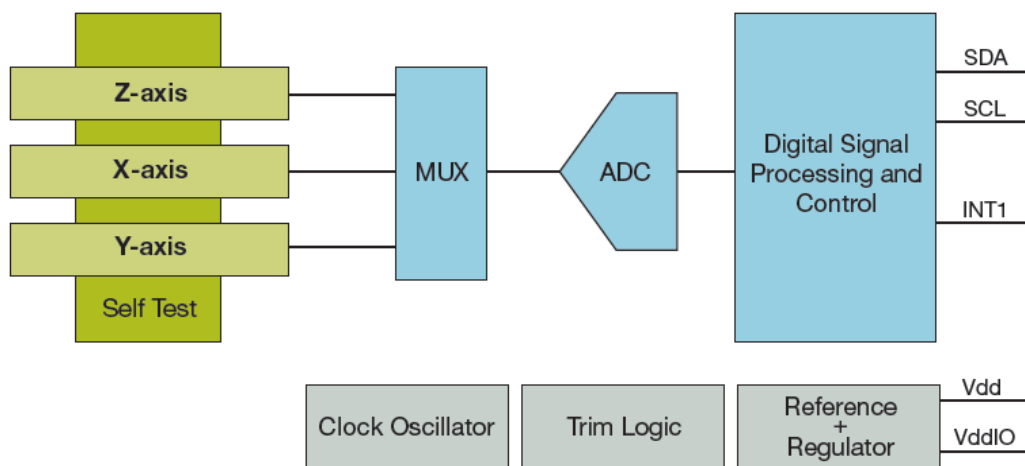 Z-axis
X-axis
Y-axis
Self Test
MUX
ADC
Digital Signal
Processing and
Control
SDA
SCL
INT1
Clock Oscillator
Trim Logic
Reference
+
Regulator
Vdd
VddIO